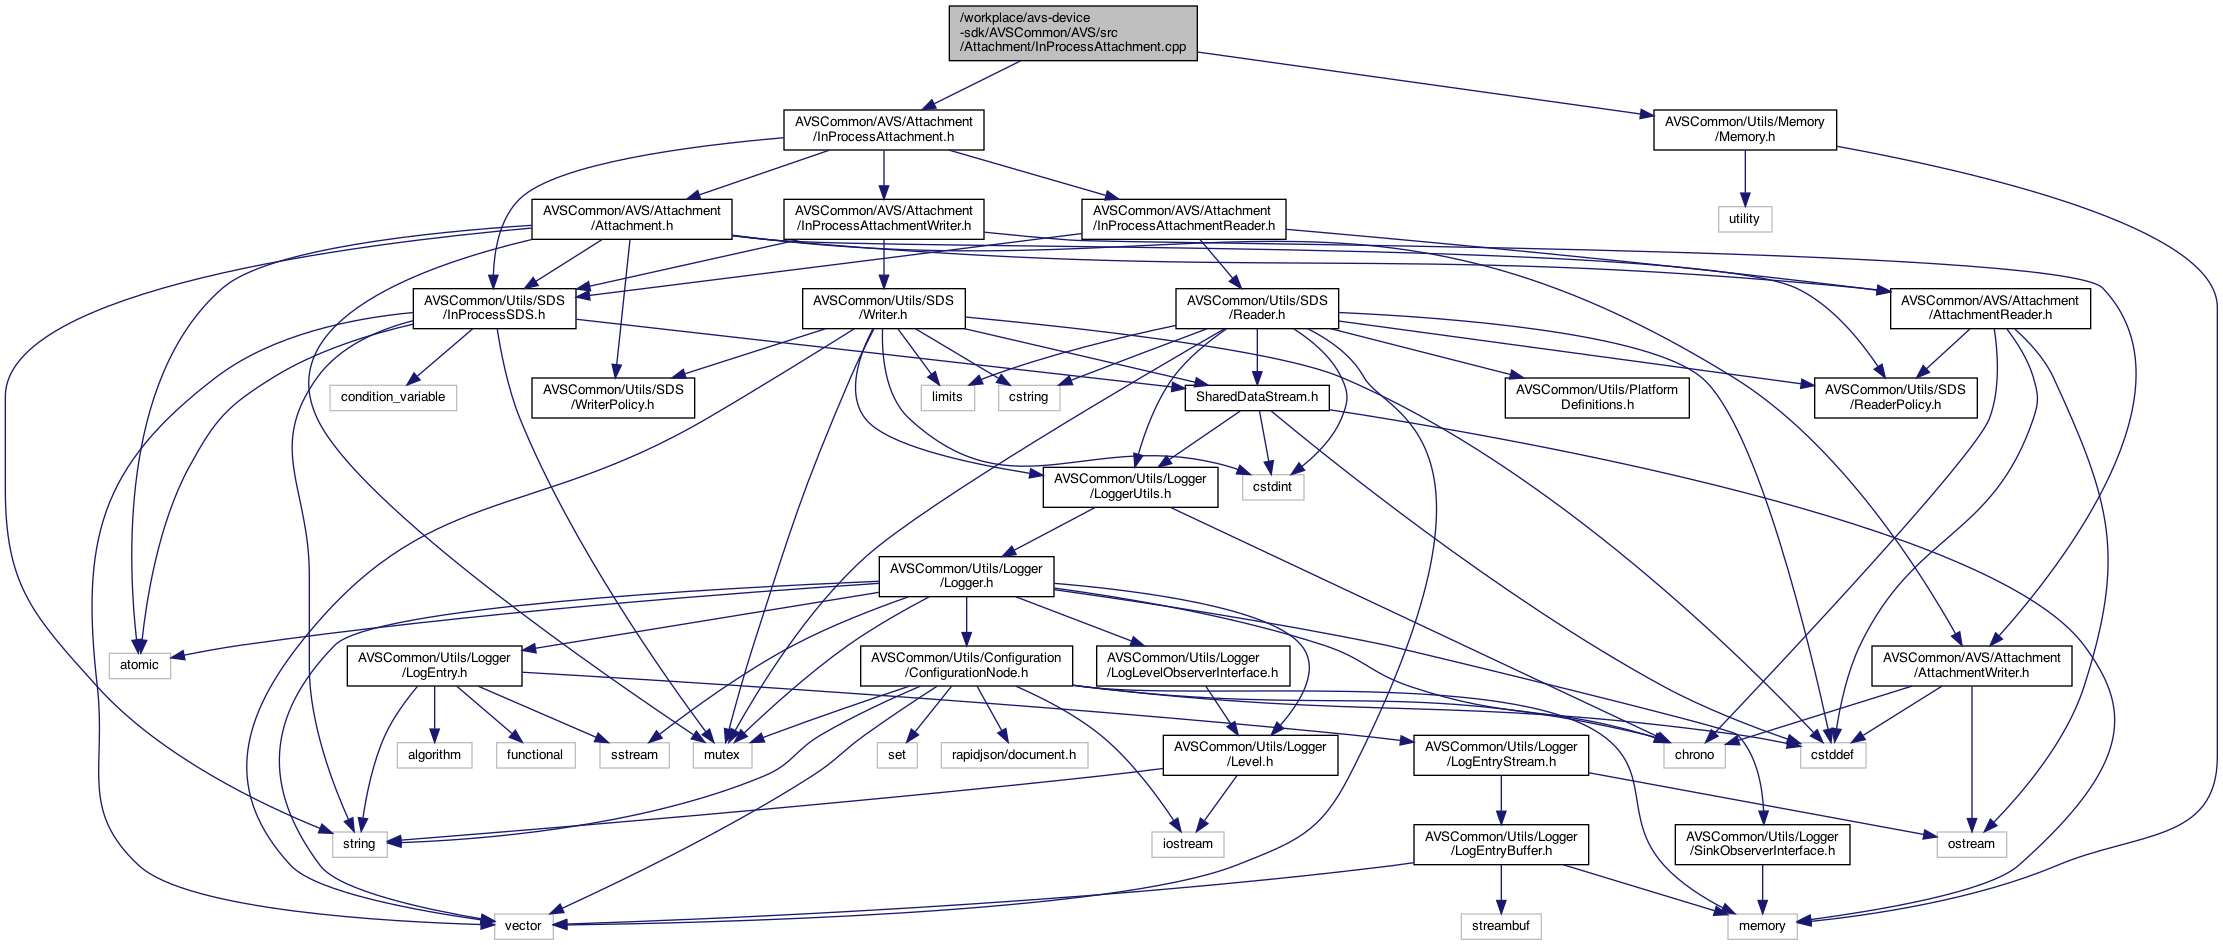 /workplace/avs-device
-sdk/AVSCommon/AVS/src
/Attachment/InProcessAttachment.cpp
AVSCommon/AVS/Attachment
/InProcessAttachment.h
AVSCommon/Utils/Memory
/Memory.h
AVSCommon/AVS/Attachment
/Attachment.h
AVSCommon/AVS/Attachment
/InProcessAttachmentWriter.h
AVSCommon/AVS/Attachment
/InProcessAttachmentReader.h
utility
AVSCommon/Utils/SDS
/InProcessSDS.h
AVSCommon/Utils/SDS
/Writer.h
AVSCommon/Utils/SDS
/Reader.h
AVSCommon/AVS/Attachment
/AttachmentReader.h
condition_variable
AVSCommon/Utils/SDS
/WriterPolicy.h
limits
cstring
SharedDataStream.h
AVSCommon/Utils/Platform
Definitions.h
AVSCommon/Utils/SDS
/ReaderPolicy.h
AVSCommon/Utils/Logger
/LoggerUtils.h
cstdint
AVSCommon/Utils/Logger
/Logger.h
atomic
AVSCommon/Utils/Logger
/LogEntry.h
AVSCommon/Utils/Configuration
/ConfigurationNode.h
AVSCommon/Utils/Logger
/LogLevelObserverInterface.h
AVSCommon/AVS/Attachment
/AttachmentWriter.h
algorithm
functional
sstream
mutex
set
rapidjson/document.h
AVSCommon/Utils/Logger
/Level.h
AVSCommon/Utils/Logger
/LogEntryStream.h
chrono
cstddef
string
iostream
AVSCommon/Utils/Logger
/LogEntryBuffer.h
AVSCommon/Utils/Logger
/SinkObserverInterface.h
ostream
vector
streambuf
memory